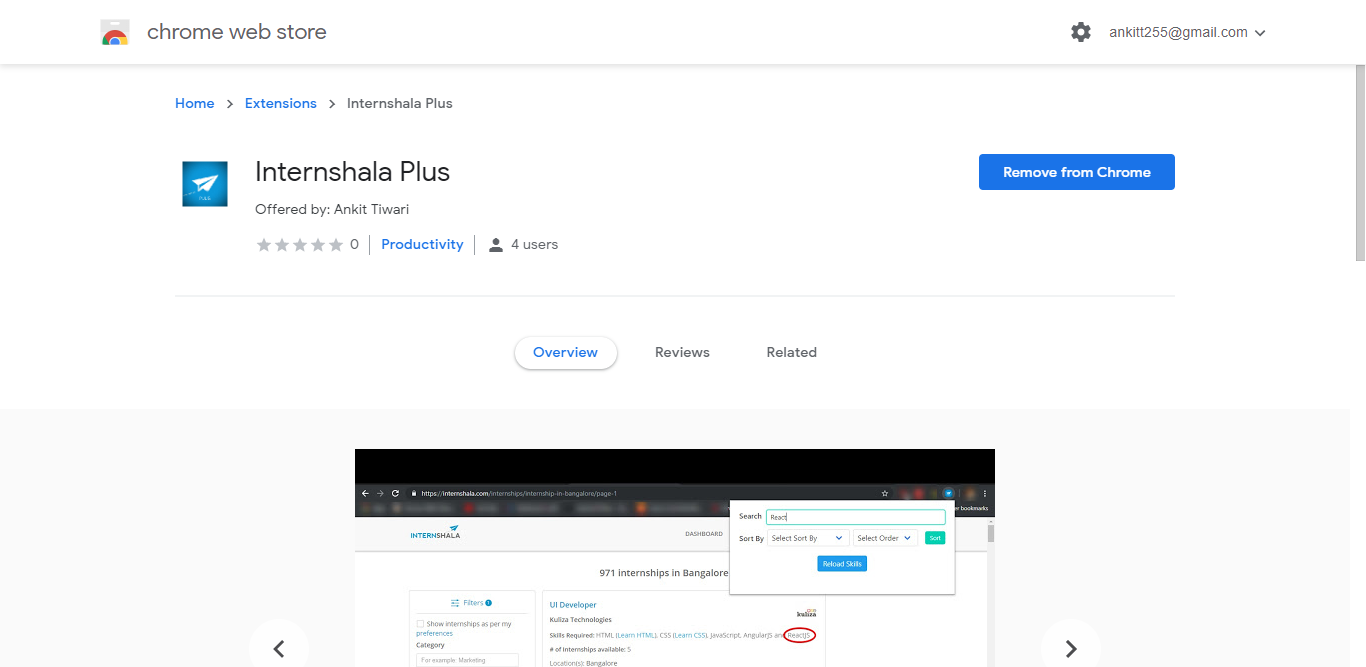 chrome web store
ankitt255@gmail.com
Home > Extensions > Internshala Plus
Internshala Plus
Remove from Chrome
Offered by: Ankit Tiwari
0 Productivity 4 users
Overview Reviews Related
https://internshala.com/internships/internship-in-bangalore/page-1
bookmarks
Search React
INTERNSHALA
DASHBOARD
Sort By Select Sort By Select Order Sort
Reload Skills
971 internships in Bangalore
Filters
UI Developer
kuliza
Kuliza Technologies
Show internships as per my
preferences
Skills Required: HTML (Learn HTML), CSS (Learn CSS), JavaScript, AngularJS and ReactJS
Category
# of Internships available: 5
For example Marketing
Location(s): Bangalore